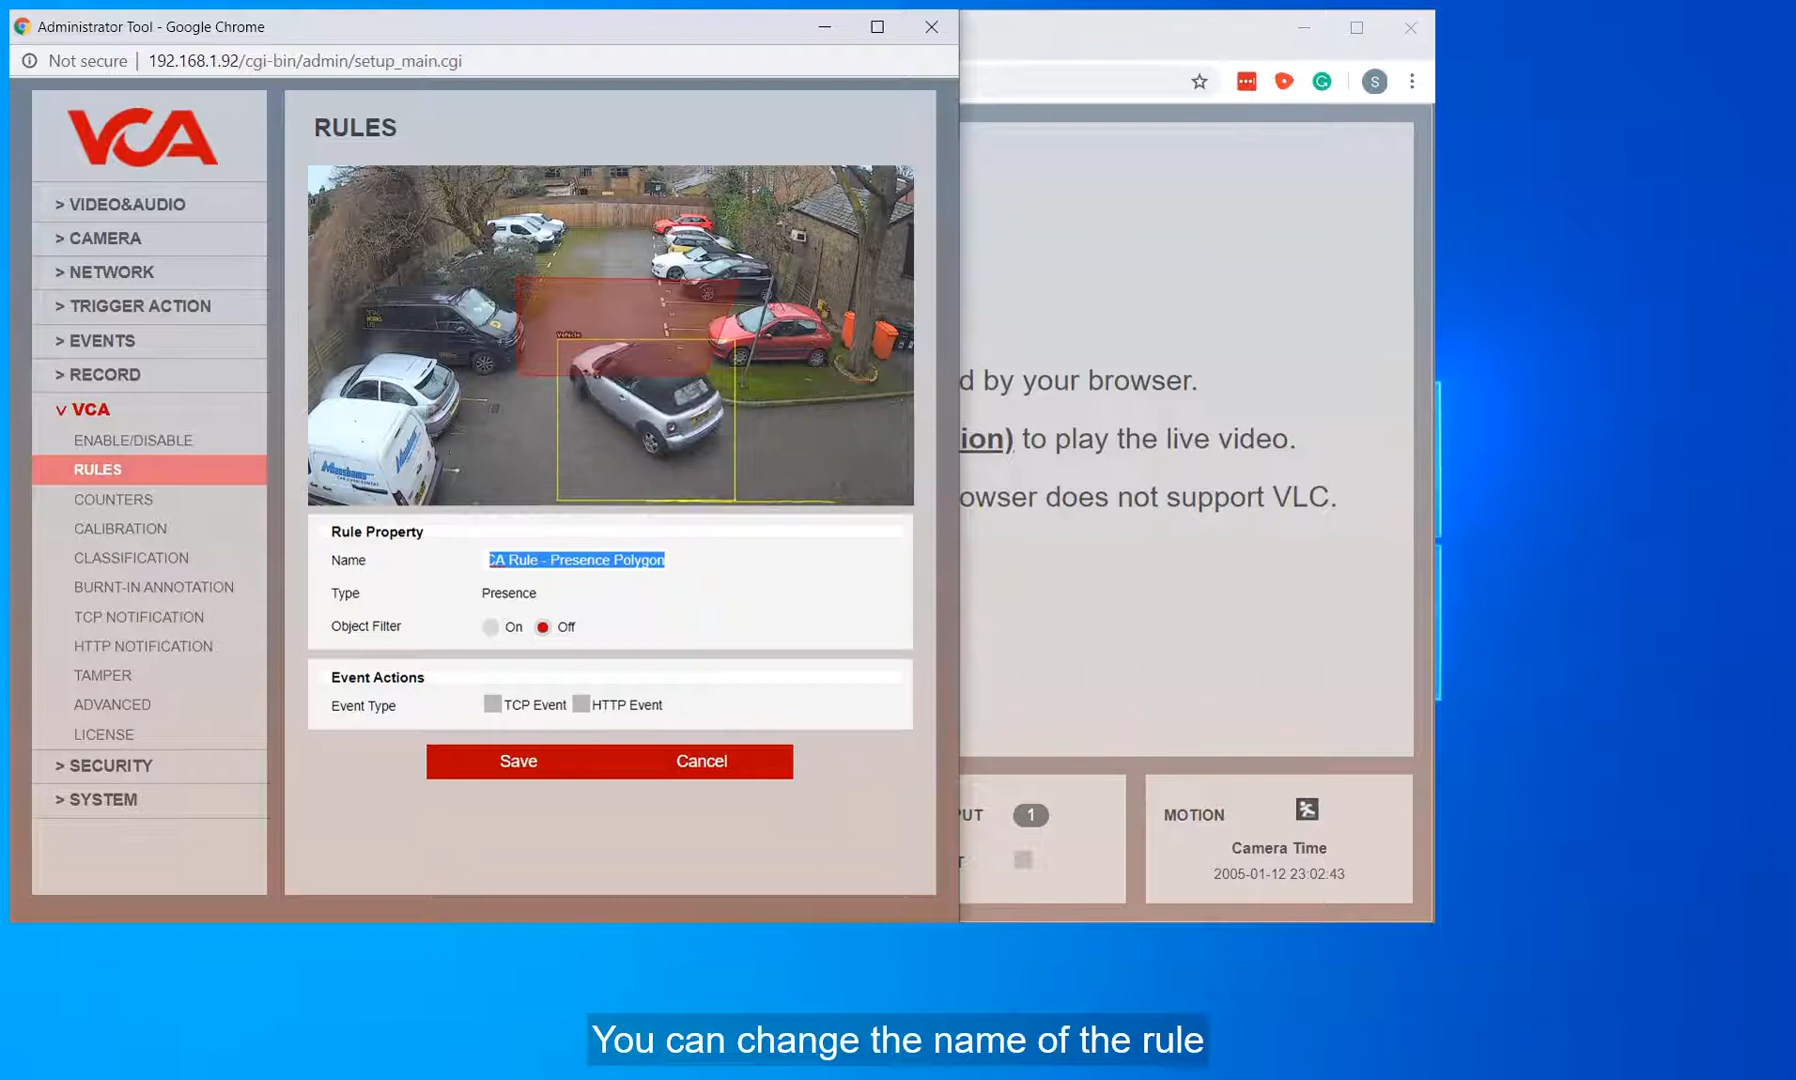 Administrator Tool - Google Chrome
Not secure | 192.168.1.92/cgi-bin/admin/setup_main.cgi
S
VCA
> VIDEO&AUDIO
> CAMERA
> NETWORK
> TRIGGER ACTION
> EVENTS
> RECORD
v VCA
ENABLE/DISABLE
RULES
COUNTERS
CALIBRATION
CLASSIFICATION
BURNT-IN ANNOTATION
TCP NOTIFICATION
HTTP NOTIFICATION
TAMPER
ADVANCED
LICENSE
> SECURITY
> SYSTEM
RULES
Vehicle
Rule Property
Name CA Rule - Presence Polygon
Type Presence
Object Filter On Off
Event Actions
Event Type TCP Event HTTP Event
Save Cancel
d by your browser.
ion) to play the live video.
owser does not support VLC.
PUT 1
MOTION
Camera Time
2005-01-12 23:02:43
You can change the name of the rule